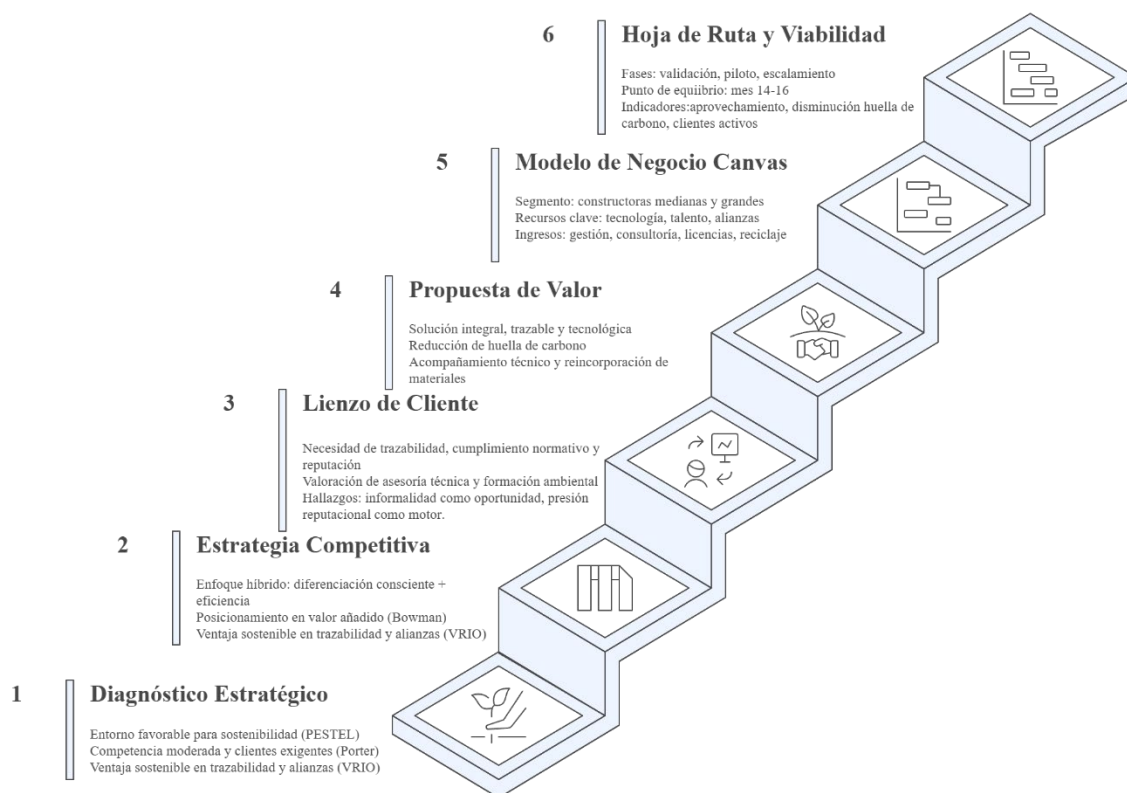 6
Hoja de Ruta y Viabilidad
Fases: validación, piloto, escalamiento
Punto de equiibrio: mes 14-16
Indicadores:aprovechamiento, disminución huella de
carbono, clientes activos
5
Modelo de Negocio Canvas
Segmento: constructoras medianas y grandes
Recursos clave: tecnología, talento, alianzas
Ingresos: gestión, consultoría, licencias, reciclaje
4
Propuesta de Valor
Solución integral, trazable y tecnológica
Reducción de huella de carbono
Acompañamiento técnico y reincorporación de
materiales
3
Lienzo de Cliente
Necesidad de trazabilidad, cumplimiento normativo y
reputación
Valoración de asesoría técnica y formación ambiental
Hallazgos: informalidad como oportunidad, presión
reputacional como motor.
2
Estrategia Competitiva
Enfoque híbrido: diferenciación consciente +
eficiencia
Posicionamiento en valor añadido (Bowman)
Ventaja sostenible en trazabilidad y alianzas (VRIO)
1
Diagnóstico Estratégico
Entorno favorable para sostenibilidad (PESTEL)
Competencia moderada y clientes exigentes (Porter)
Ventaja sostenible en trazabilidad y alianzas (VRIO)